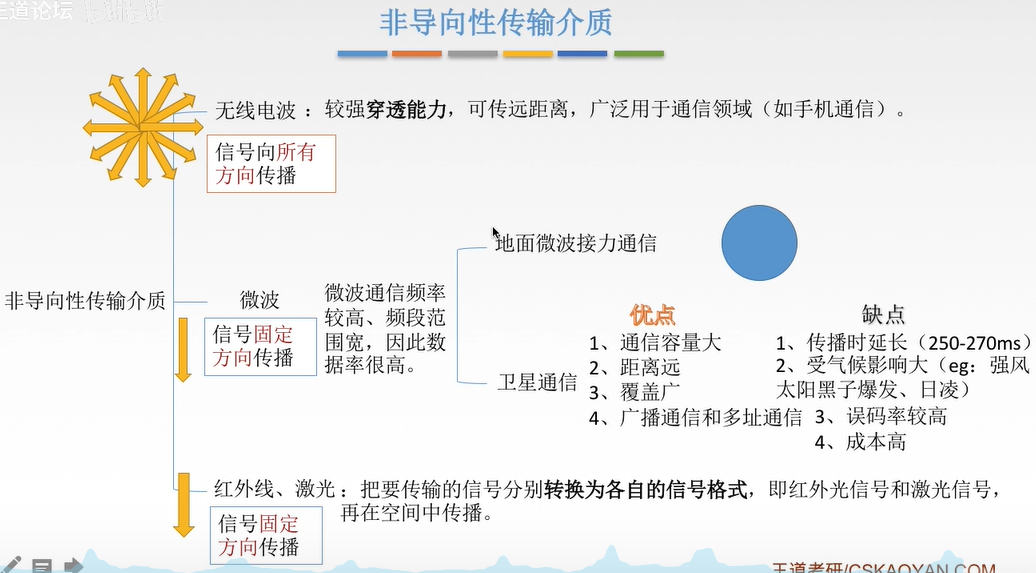 王道论坛 bilibili
非导向性传输介质
无线电波 ：较强穿透能力，可传远距离，广泛用于通信领域（如手机通信）。
信号向所有
方向传播
非导向性传输介质
微波
信号固定
方向传播
微波通信频率
较高、频段范
围宽，因此数
据率很高。
地面微波接力通信
卫星通信
优点
1、通信容量大
2、距离远
3、覆盖广
4、广播通信和多址通信
缺点
1、传播时延长（250-270ms）
2、受气候影响大（eg：强风
太阳黑子爆发、日凌）
3、误码率较高
4、成本高
红外线、激光：把要传输的信号分别转换为各自的信号格式，即红外光信号和激光信号，
再在空间中传播。
信号固定
方向传播
王道考研/CSKAOYAN.COM